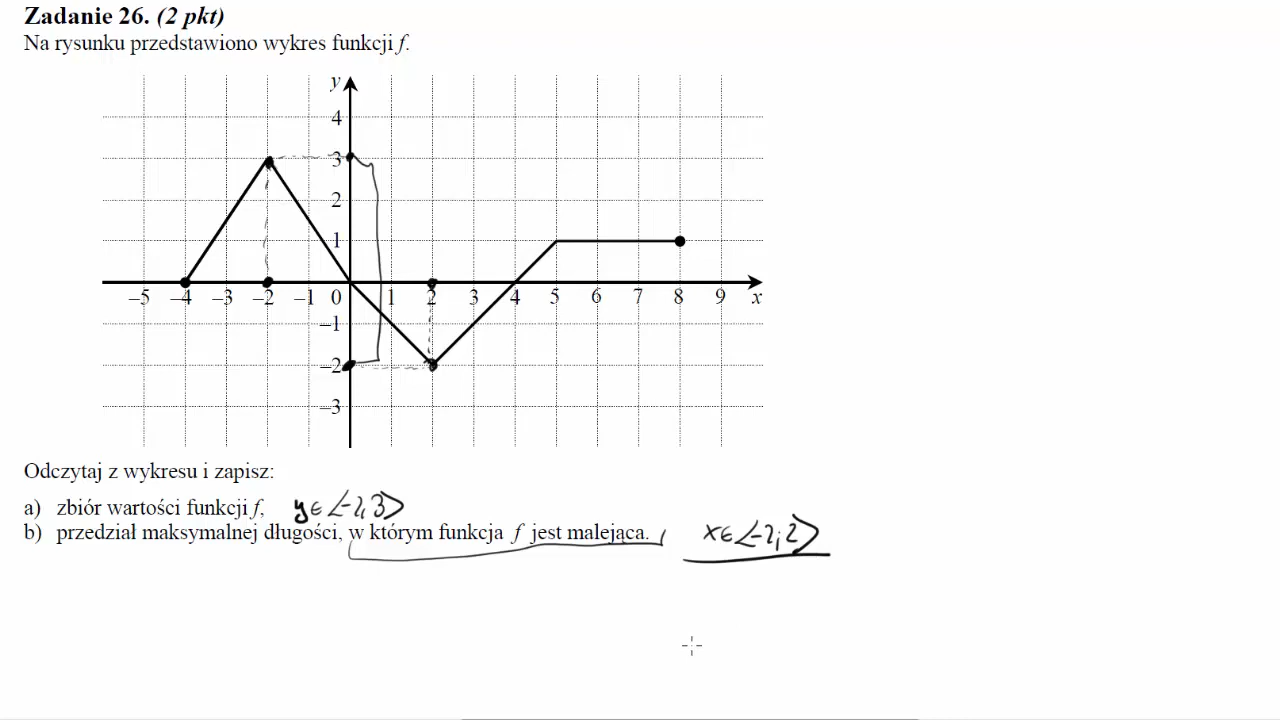 Zadanie 26. (2 pkt)
Na rysunku przedstawiono wykres funkcji f.
y
4
3
2
1
–5 –4 –3 –2 –1 0 1 2 3 4 5 6 7 8 9 x
–1
–2
–3
Odczytaj z wykresu i zapisz:
a) zbiór wartości funkcji f, y∈⟨-2,3⟩
b) przedział maksymalnej długości, w którym funkcja f jest malejąca. x∈⟨-2;2⟩